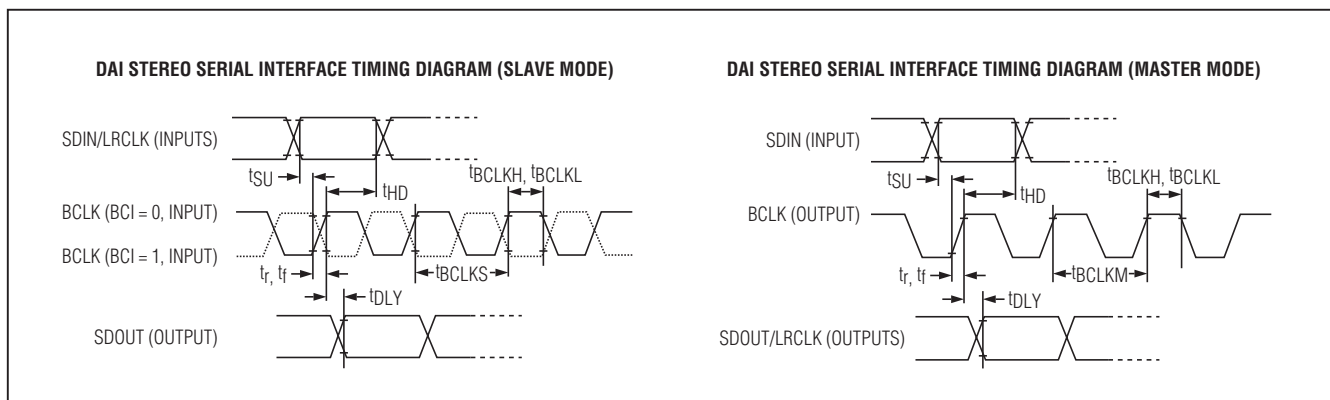 DAI STEREO SERIAL INTERFACE TIMING DIAGRAM (SLAVE MODE)
SDIN/LRCLK (INPUTS)
tSU
tHD
tBCLKH, tBCLKL
BCLK (BCI = 0, INPUT)
BCLK (BCI = 1, INPUT)
tr, tf
tBCLKS
tDLY
SDOUT (OUTPUT)
DAI STEREO SERIAL INTERFACE TIMING DIAGRAM (MASTER MODE)
SDIN (INPUT)
tSU
tHD
tBCLKH, tBCLKL
BCLK (OUTPUT)
tr, tf
tBCLKM
tDLY
SDOUT/LRCLK (OUTPUTS)